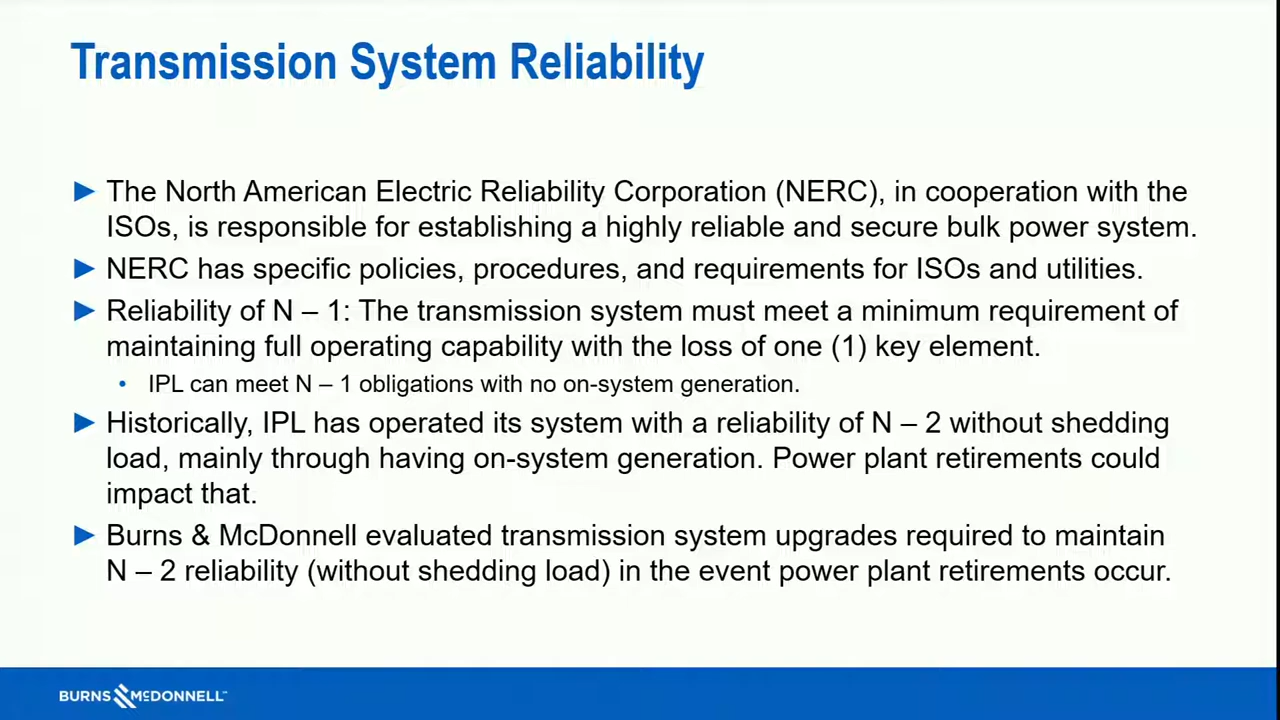 Transmission System Reliability
► The North American Electric Reliability Corporation (NERC), in cooperation with the
ISOs, is responsible for establishing a highly reliable and secure bulk power system.
► NERC has specific policies, procedures, and requirements for ISOs and utilities.
► Reliability of N – 1: The transmission system must meet a minimum requirement of
maintaining full operating capability with the loss of one (1) key element.
• IPL can meet N – 1 obligations with no on-system generation.
► Historically, IPL has operated its system with a reliability of N – 2 without shedding
load, mainly through having on-system generation. Power plant retirements could
impact that.
► Burns & McDonnell evaluated transmission system upgrades required to maintain
N – 2 reliability (without shedding load) in the event power plant retirements occur.
BURNS McDONNELL